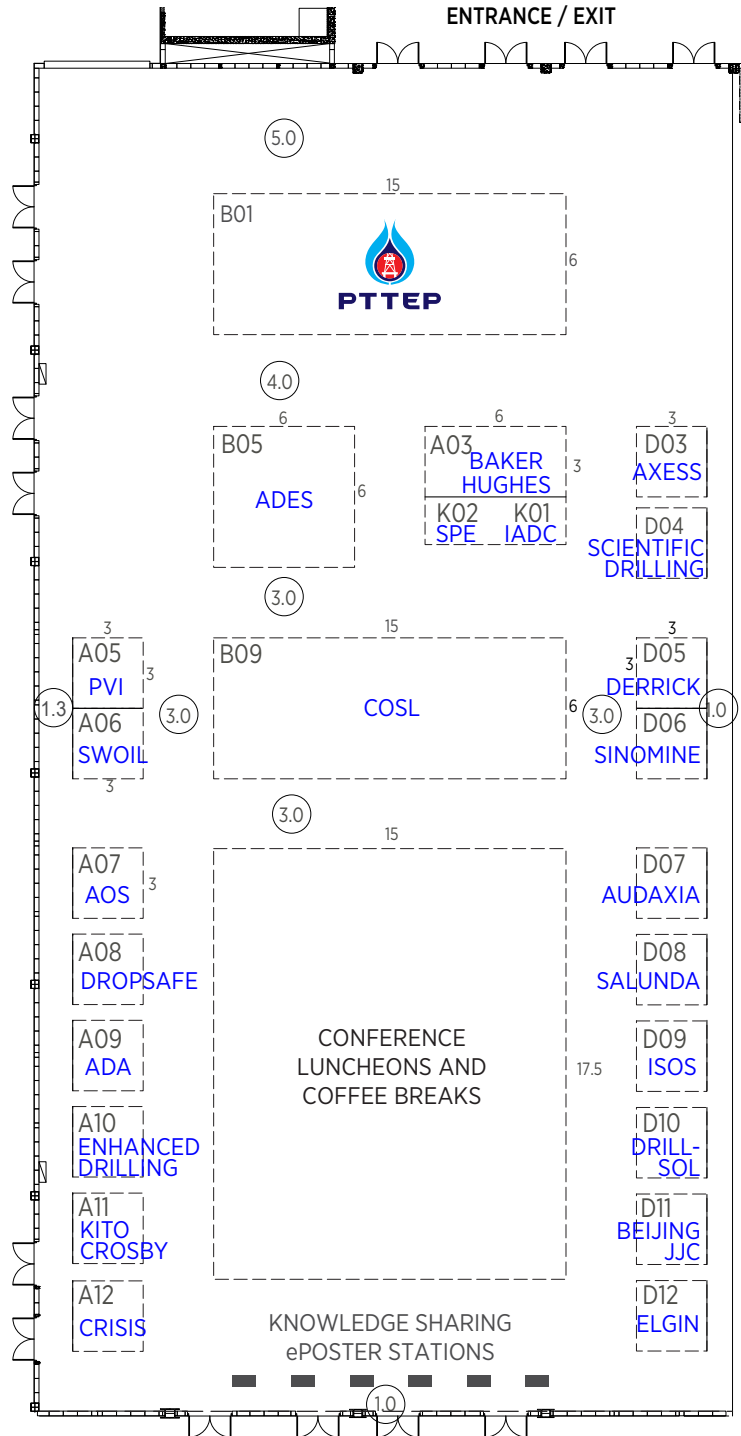 ENTRANCE / EXIT
5.0
15
B01
6
PTTEP
4.0
6
6
3
B05
A03
D03
BAKER
HUGHES
3
AXESS
ADES
6
K02
K01
SPE
IADC
D04
SCIENTIFIC
DRILLING
3.0
3
15
3
A05
B09
D05
3
3
PVI
DERRICK
COSL
1.3
3.0
6
3.0
1.0
A06
D06
SWOIL
SINOMINE
3
3.0
15
A07
D07
3
AOS
AUDAXIA
A08
D08
DROPSAFE
SALUNDA
A09
D09
ADA
ISOS
CONFERENCE
LUNCHEONS AND
COFFEE BREAKS
17.5
A10
D10
ENHANCED
DRILLING
DRILL-
SOL
A11
D11
KITO
CROSBY
BEIJING
JJC
A12
D12
CRISIS
ELGIN
KNOWLEDGE SHARING
ePOSTER STATIONS
1.0